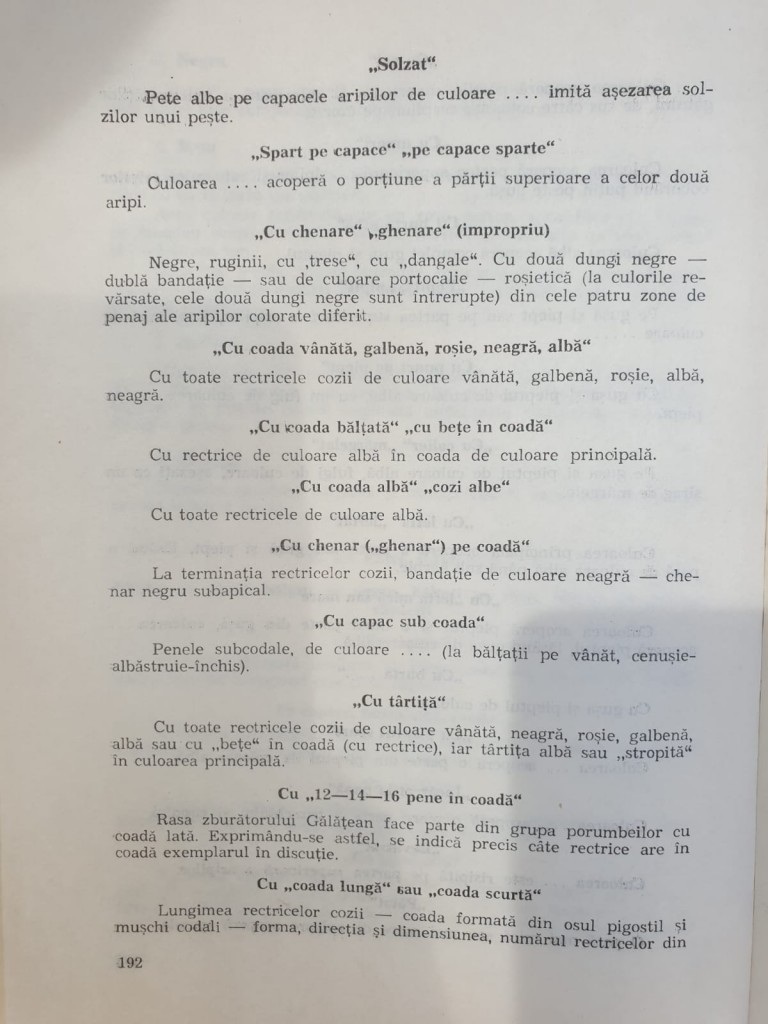 „Solzat“
Pete albe pe capacele aripilor de culoare .... imită așezarea sol-
zilor unui pește.
„Spart pe capace“ „pe capace sparte“
Culoarea .... acoperă o porțiune a părții superioare a celor două
aripi.
„Cu chenare“ „ghenare“ (impropriu)
Negre, ruginii, cu „trese“, cu „dangale“. Cu două dungi negre —
dublă bandație — sau de culoare portocalie — roșietică (la culorile re-
vărsate, cele două dungi negre sunt întrerupte) din cele patru zone de
penaj ale aripilor colorate diferit.
„Cu coada vânătă, galbenă, roșie, neagră, albă“
Cu toate rectricele cozii de culoare vânătă, galbenă, roșie, albă,
neagră.
„Cu coada bălțată“ „cu bețe în coadă“
Cu rectrice de culoare albă în coada de culoare principală.
„Cu coada albă“ „cozi albe“
Cu toate rectricele de culoare albă.
„Cu chenar („ghenar“) pe coadă“
La terminația rectricelor cozii, bandație de culoare neagră — che-
nar negru subapical.
„Cu capac sub coada“
Penele subcodale, de culoare .... (la bălțații pe vânăt, cenușie-
albăstruie-închis).
„Cu târtiță“
Cu toate rectricele cozii de culoare vânătă, neagră, roșie, galbenă,
albă sau cu „bețe“ în coadă (cu rectrice), iar târtița albă sau „stropită“
în culoarea principală.
Cu „12—14—16 pene in coadă“
Rasa zburătorului Gălățean face parte din grupa porumbeilor cu
coadă lată. Exprimându-se astfel, se indică precis câte rectrice are în
coadă exemplarul în discuție.
Cu „coada lungă“ sau „coada scurtă“
Lungimea rectricelor cozii — coada formată din osul pigostil și
mușchi codali — forma, direcția și dimensiunea, numărul rectricelor din
192